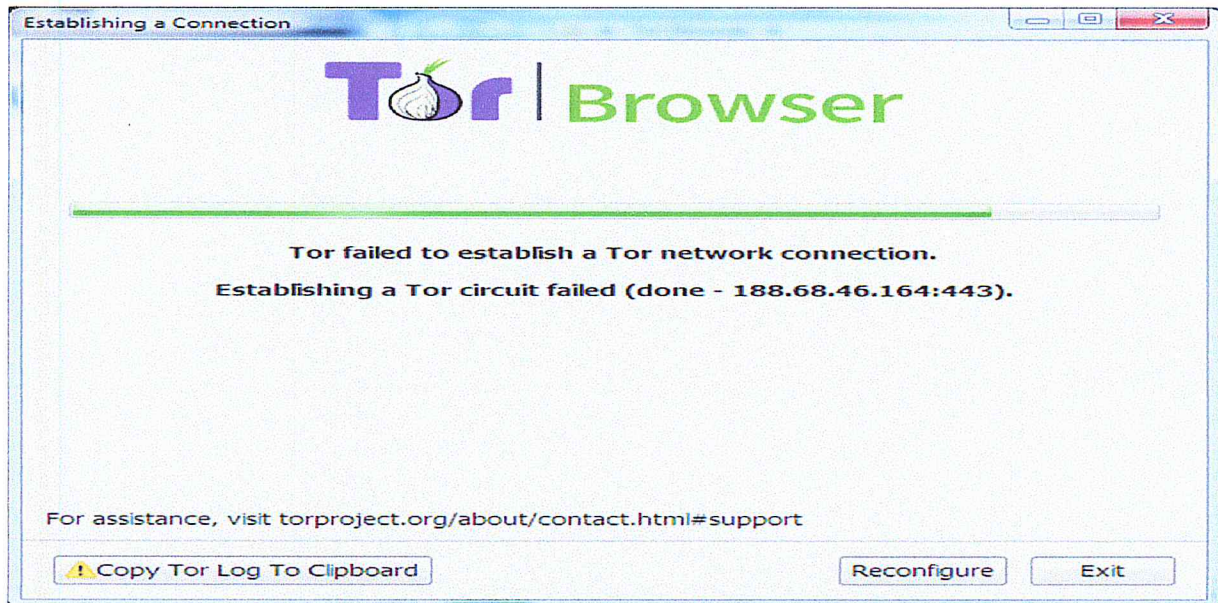 Establishing a Connection
Tor Browser
Tor failed to establish a Tor network connection.
Establishing a Tor circuit failed (done - 188.68.46.164:443).
For assistance, visit torproject.org/about/contact.html#support
Copy Tor Log To Clipboard Reconfigure Exit